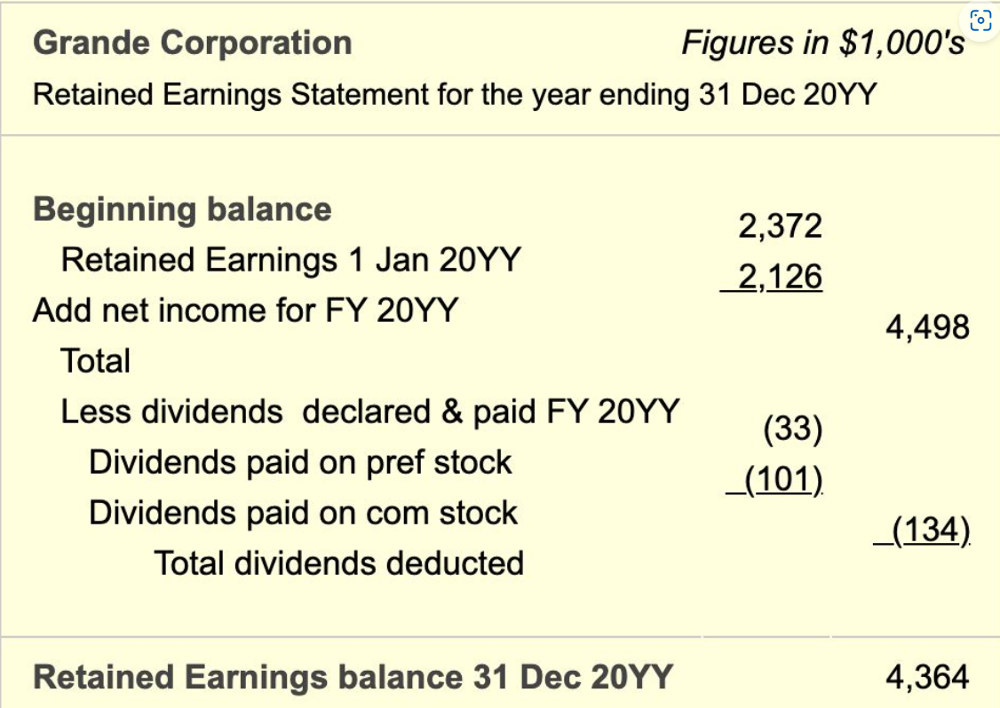 Grande Corporation Figures in $1,000's
Retained Earnings Statement for the year ending 31 Dec 20YY
Beginning balance
2,372
Retained Earnings 1 Jan 20YY
2,126
Add net income for FY 20YY
4,498
Total
Less dividends declared & paid FY 20YY
(33)
Dividends paid on pref stock
(101)
Dividends paid on com stock
(134)
Total dividends deducted
Retained Earnings balance 31 Dec 20YY 4,364